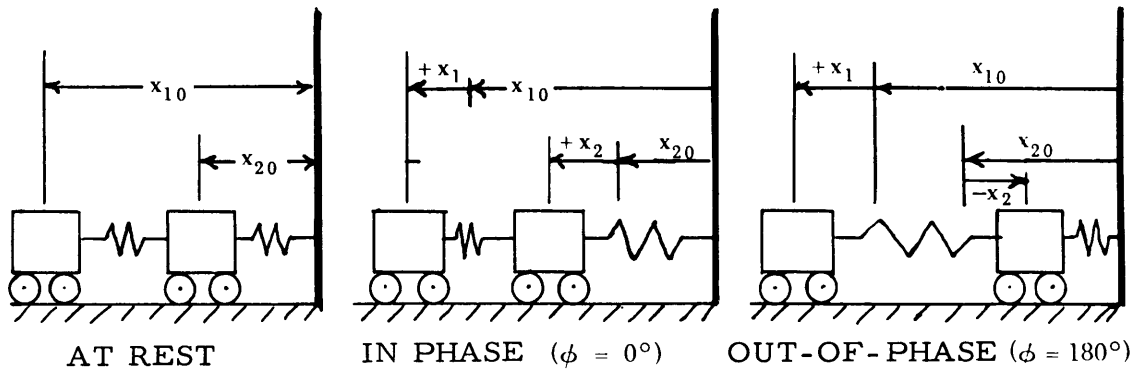 x10
x20
AT REST
+x1
x10
+x2
x20
IN PHASE (ϕ = 0°)
+x1
x10
x20
−x2
OUT-OF-PHASE (ϕ = 180°)